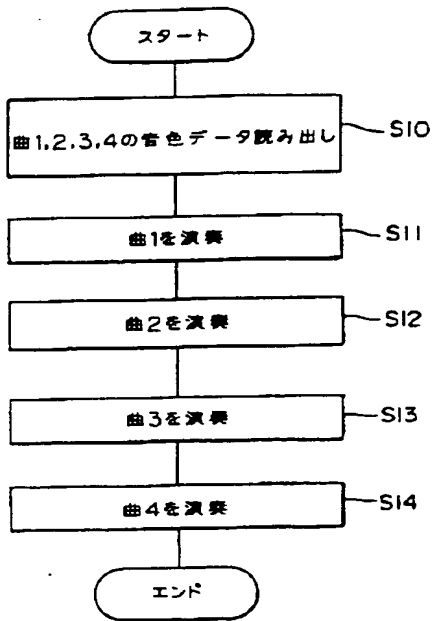 スタート
曲1,2,3,4の音色データ読み出し
S10
曲1を演奏
S11
曲2を演奏
S12
曲3を演奏
S13
曲4を演奏
S14
エンド